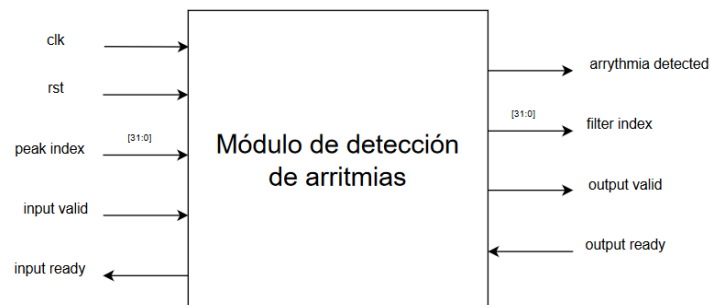 clk
rst
peak index
[31:0]
input valid
input ready
Módulo de detección
de arritmias
arrythmia detected
[31:0]
filter index
output valid
output ready